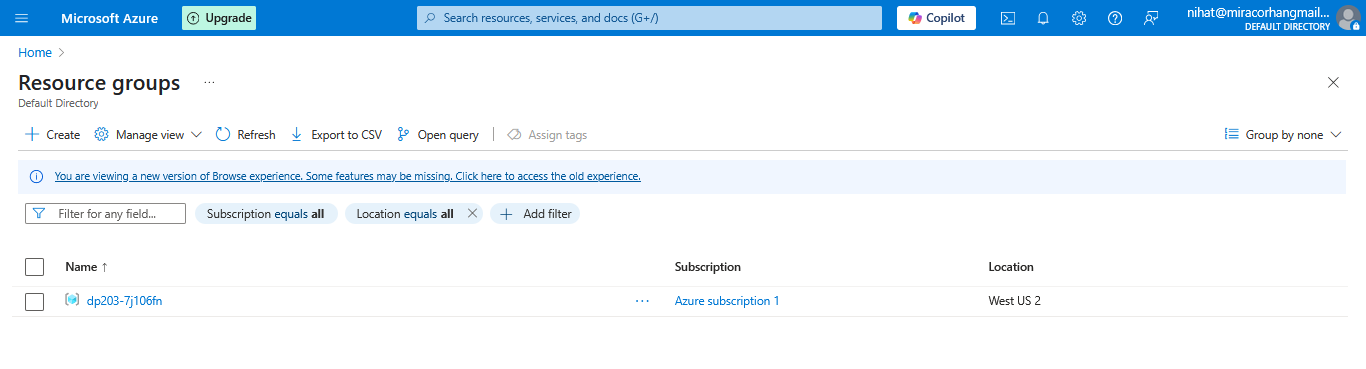 Microsoft Azure
Upgrade
Search resources, services, and docs (G+/)
Copilot
nihat@miracorhangmail...
DEFAULT DIRECTORY
Home
Resource groups
...
Default Directory
Create
Manage view
Refresh
Export to CSV
Open query
Assign tags
Group by none
You are viewing a new version of Browse experience. Some features may be missing. Click here to access the old experience.
Filter for any field...
Subscription equals all
Location equals all
Add filter
Name ↑
Subscription
Location
dp203-7j106fn
...
Azure subscription 1
West US 2